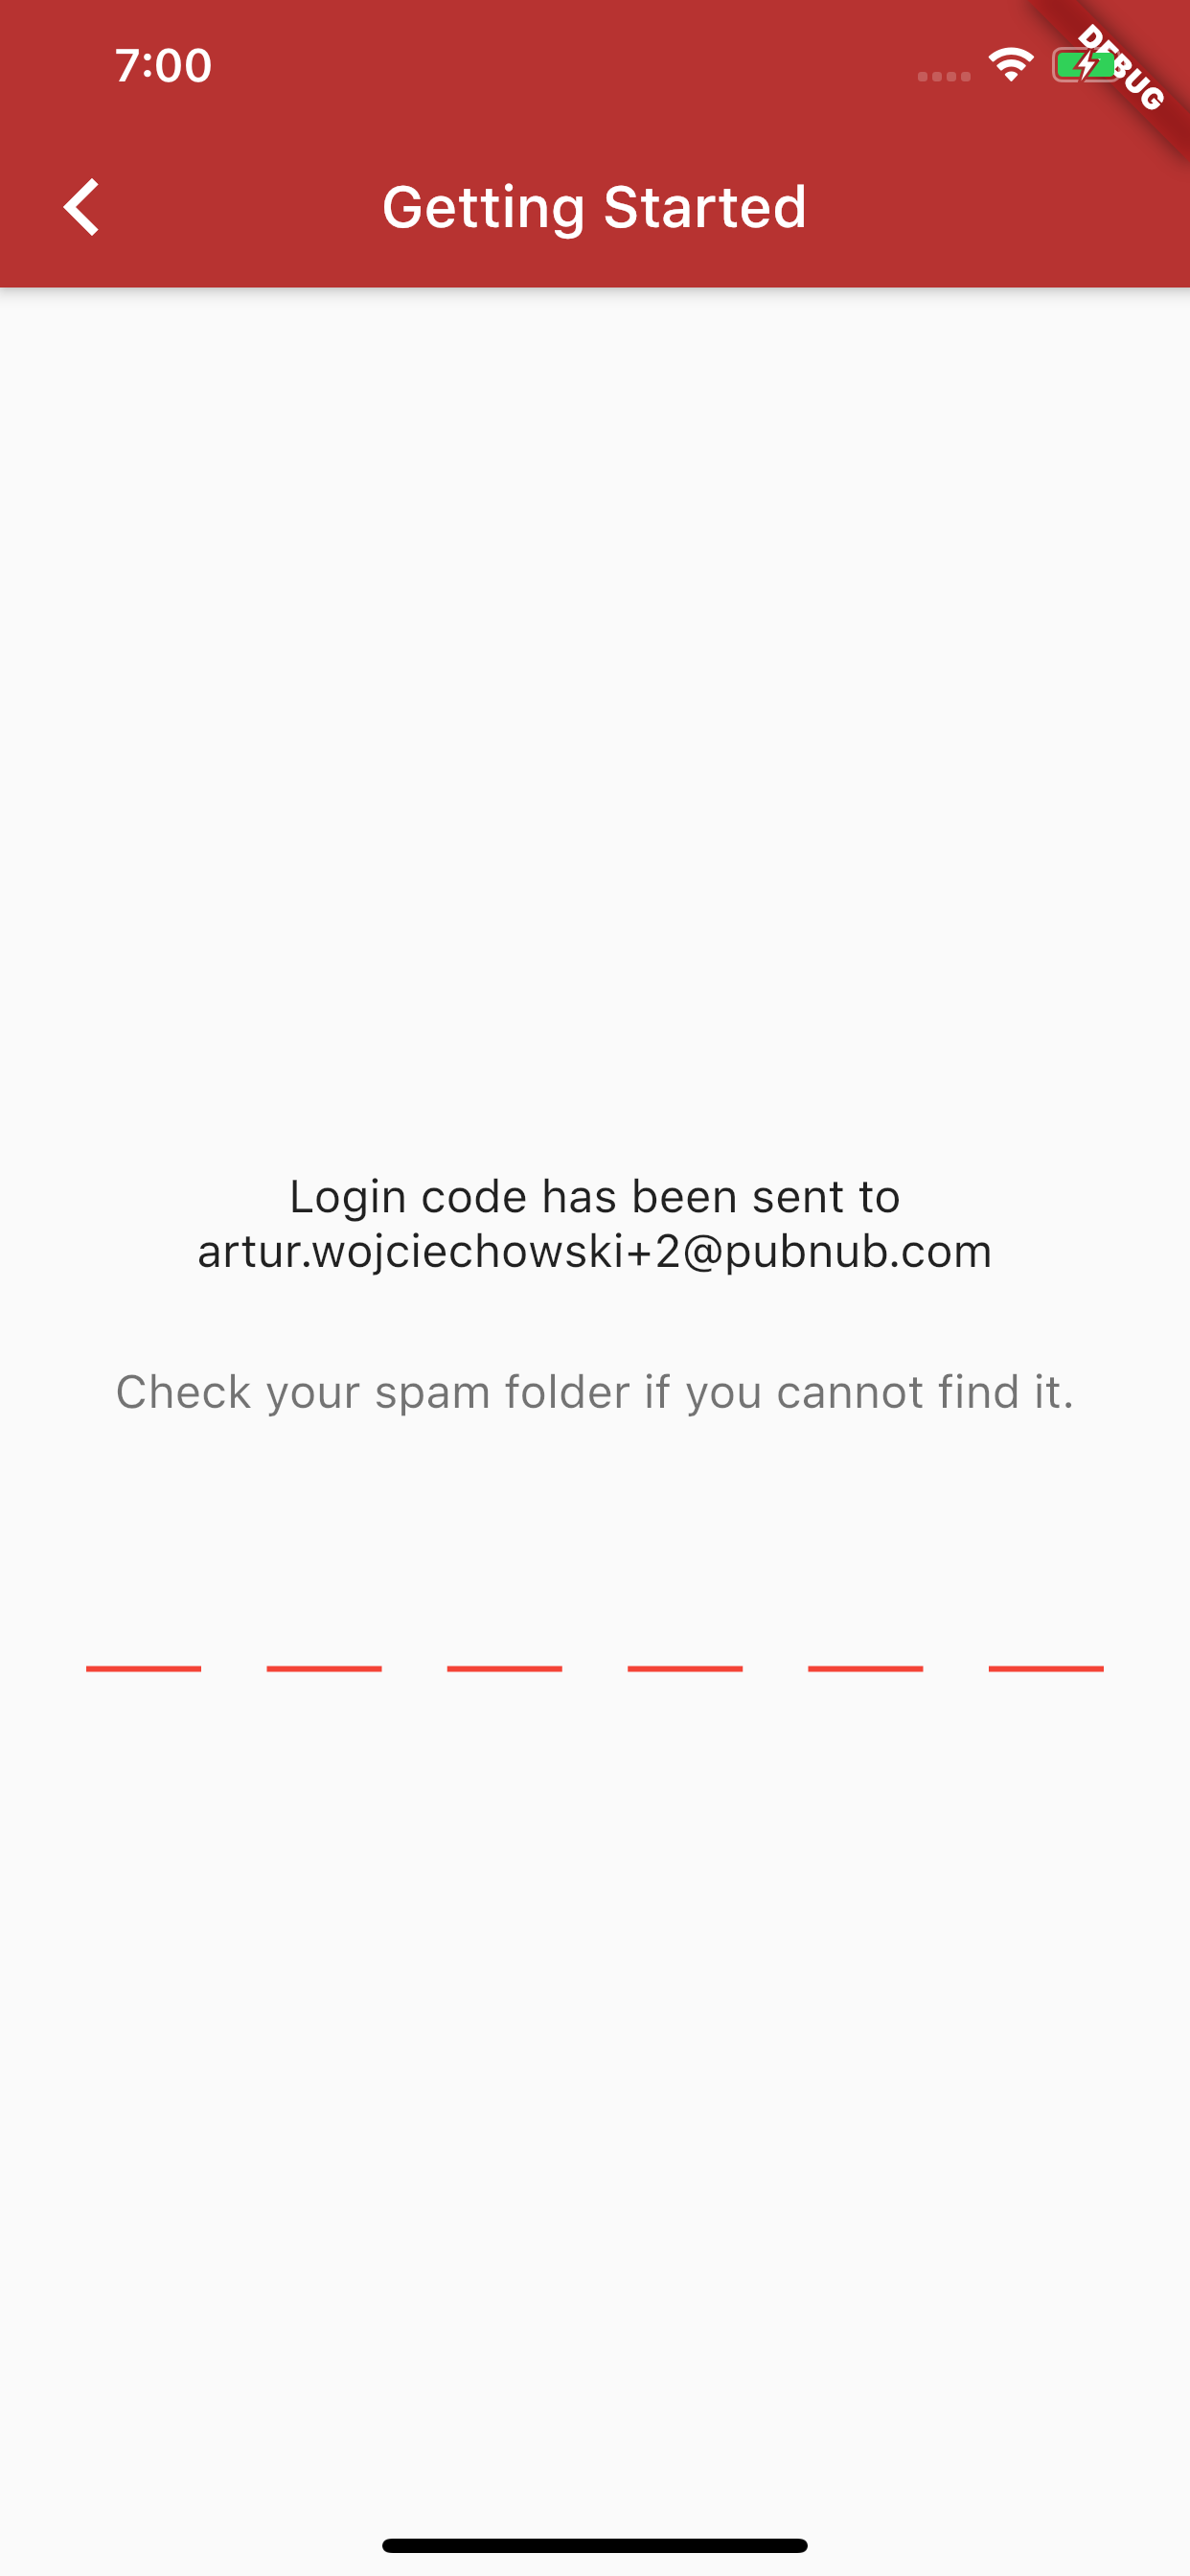 7:00
DEBUG
Getting Started
Login code has been sent to
artur.wojciechowski+2@pubnub.com
Check your spam folder if you cannot find it.